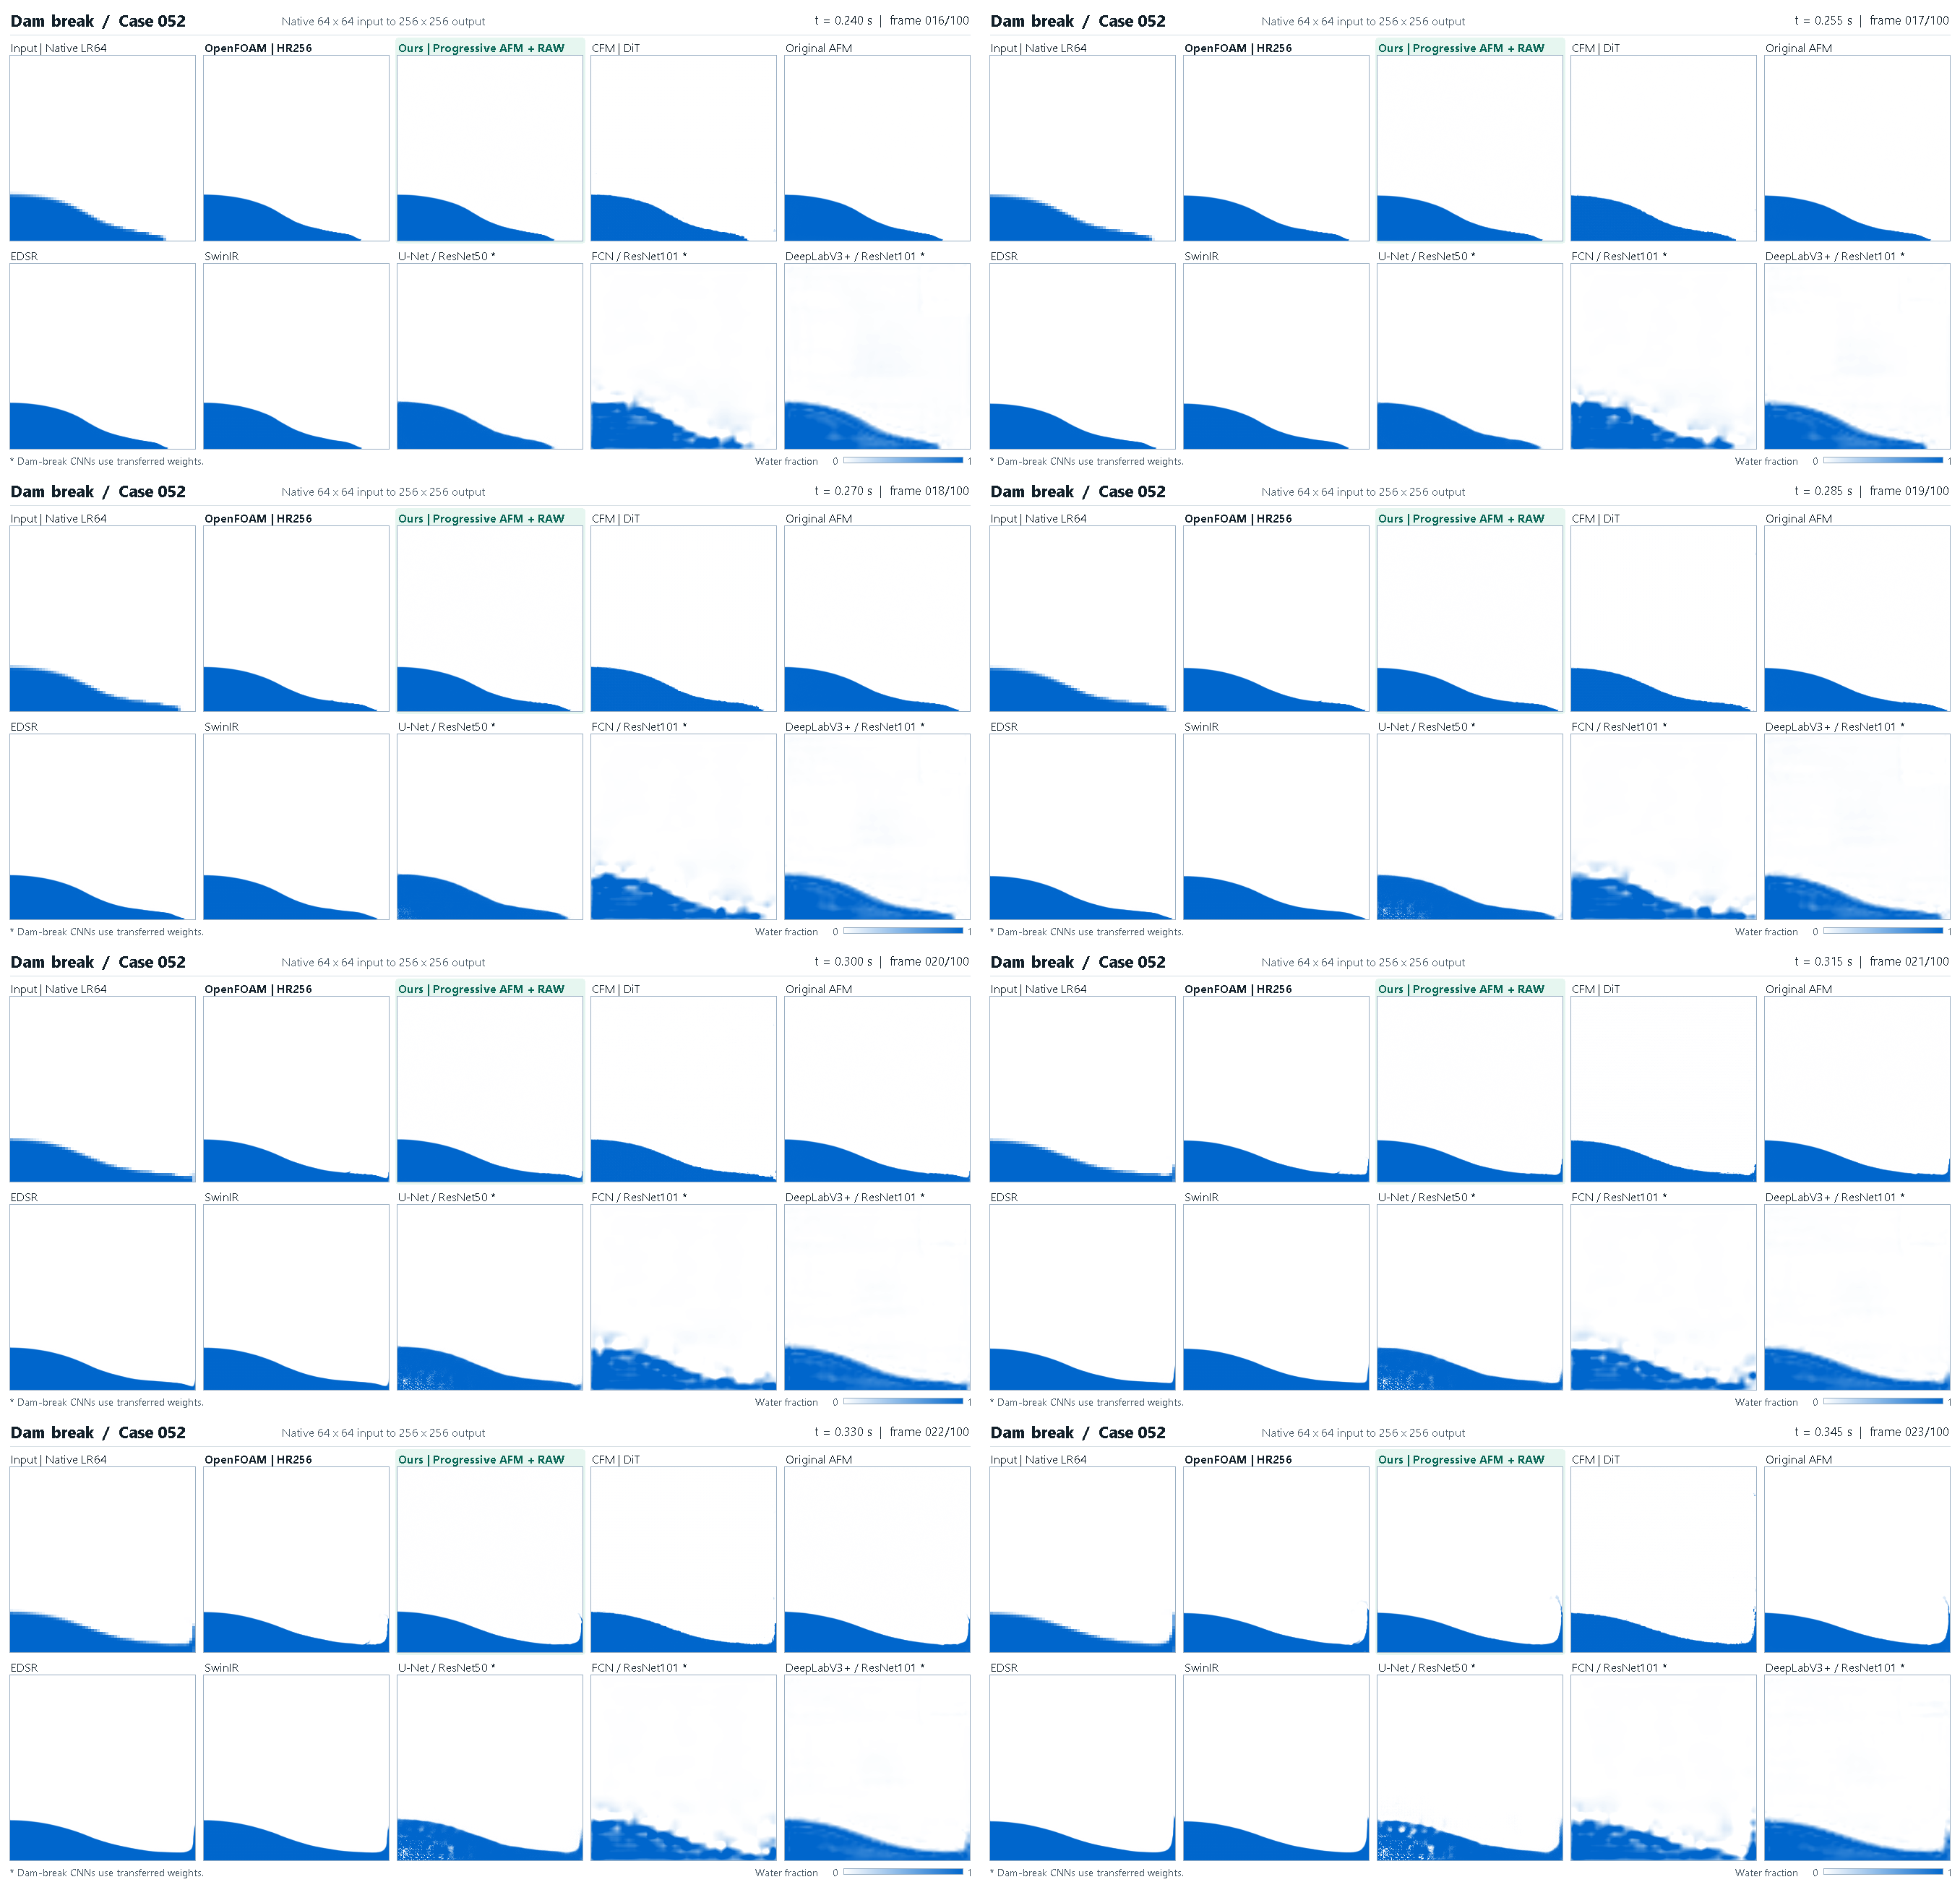 Dam break / Case 052 Native 64 x 64 input to 256 x 256 output t = 0.240 s | frame 016/100
Input | Native LR64 OpenFOAM | HR256 Ours | Progressive AFM + RAW CFM | DiT Original AFM
EDSR SwinIR U-Net / ResNet50 * FCN / ResNet101 * DeepLabV3+ / ResNet101 *
* Dam-break CNNs use transferred weights. Water fraction 0 1
Dam break / Case 052 Native 64 x 64 input to 256 x 256 output t = 0.255 s | frame 017/100
Input | Native LR64 OpenFOAM | HR256 Ours | Progressive AFM + RAW CFM | DiT Original AFM
EDSR SwinIR U-Net / ResNet50 * FCN / ResNet101 * DeepLabV3+ / ResNet101 *
* Dam-break CNNs use transferred weights. Water fraction 0 1
Dam break / Case 052 Native 64 x 64 input to 256 x 256 output t = 0.270 s | frame 018/100
Input | Native LR64 OpenFOAM | HR256 Ours | Progressive AFM + RAW CFM | DiT Original AFM
EDSR SwinIR U-Net / ResNet50 * FCN / ResNet101 * DeepLabV3+ / ResNet101 *
* Dam-break CNNs use transferred weights. Water fraction 0 1
Dam break / Case 052 Native 64 x 64 input to 256 x 256 output t = 0.285 s | frame 019/100
Input | Native LR64 OpenFOAM | HR256 Ours | Progressive AFM + RAW CFM | DiT Original AFM
EDSR SwinIR U-Net / ResNet50 * FCN / ResNet101 * DeepLabV3+ / ResNet101 *
* Dam-break CNNs use transferred weights. Water fraction 0 1
Dam break / Case 052 Native 64 x 64 input to 256 x 256 output t = 0.300 s | frame 020/100
Input | Native LR64 OpenFOAM | HR256 Ours | Progressive AFM + RAW CFM | DiT Original AFM
EDSR SwinIR U-Net / ResNet50 * FCN / ResNet101 * DeepLabV3+ / ResNet101 *
* Dam-break CNNs use transferred weights. Water fraction 0 1
Dam break / Case 052 Native 64 x 64 input to 256 x 256 output t = 0.315 s | frame 021/100
Input | Native LR64 OpenFOAM | HR256 Ours | Progressive AFM + RAW CFM | DiT Original AFM
EDSR SwinIR U-Net / ResNet50 * FCN / ResNet101 * DeepLabV3+ / ResNet101 *
* Dam-break CNNs use transferred weights. Water fraction 0 1
Dam break / Case 052 Native 64 x 64 input to 256 x 256 output t = 0.330 s | frame 022/100
Input | Native LR64 OpenFOAM | HR256 Ours | Progressive AFM + RAW CFM | DiT Original AFM
EDSR SwinIR U-Net / ResNet50 * FCN / ResNet101 * DeepLabV3+ / ResNet101 *
* Dam-break CNNs use transferred weights. Water fraction 0 1
Dam break / Case 052 Native 64 x 64 input to 256 x 256 output t = 0.345 s | frame 023/100
Input | Native LR64 OpenFOAM | HR256 Ours | Progressive AFM + RAW CFM | DiT Original AFM
EDSR SwinIR U-Net / ResNet50 * FCN / ResNet101 * DeepLabV3+ / ResNet101 *
* Dam-break CNNs use transferred weights. Water fraction 0 1